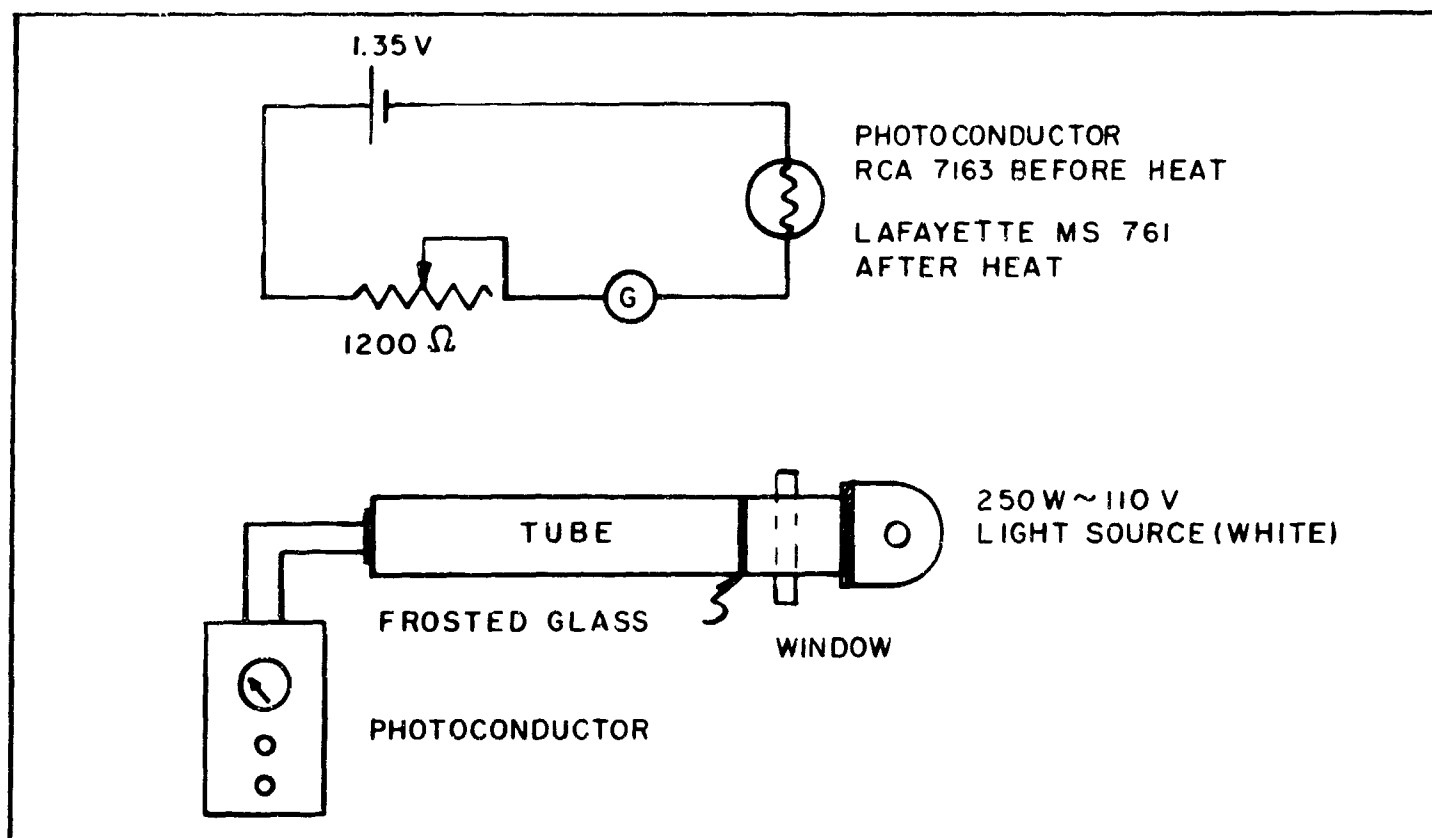 1.35 V
PHOTOCONDUCTOR
RCA 7163 BEFORE HEAT
LAFAYETTE MS 761
AFTER HEAT
G
1200 Ω
250 W ~ 110 V
LIGHT SOURCE (WHITE)
TUBE
FROSTED GLASS
WINDOW
PHOTOCONDUCTOR